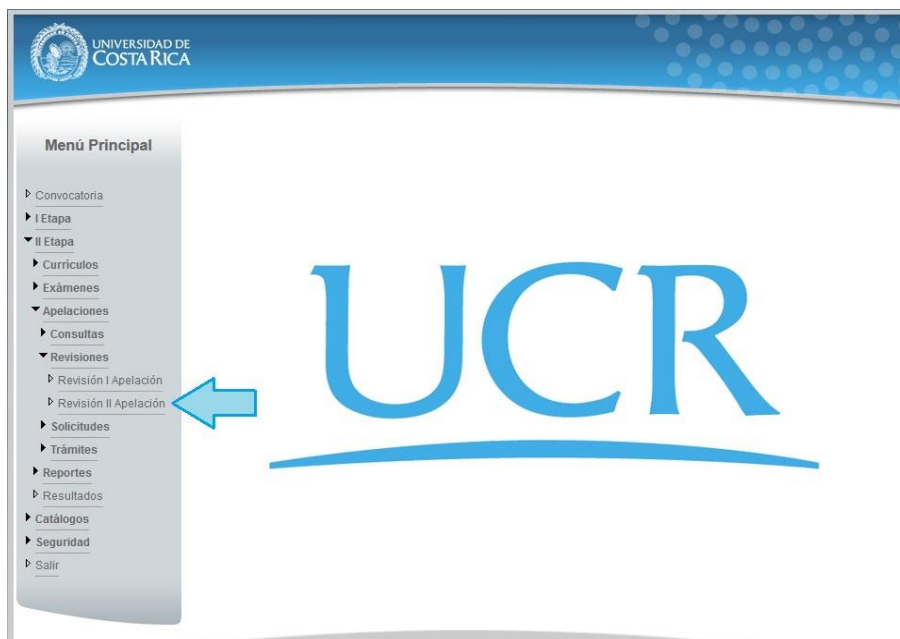 UNIVERSIDAD DE
COSTA RICA
Menú Principal
Convocatoria
I Etapa
II Etapa
Currículos
Exámenes
Apelaciones
Consultas
Revisiones
Revisión I Apelación
Revisión II Apelación
Solicitudes
Trámites
Reportes
Resultados
Catálogos
Seguridad
Salir
UCR